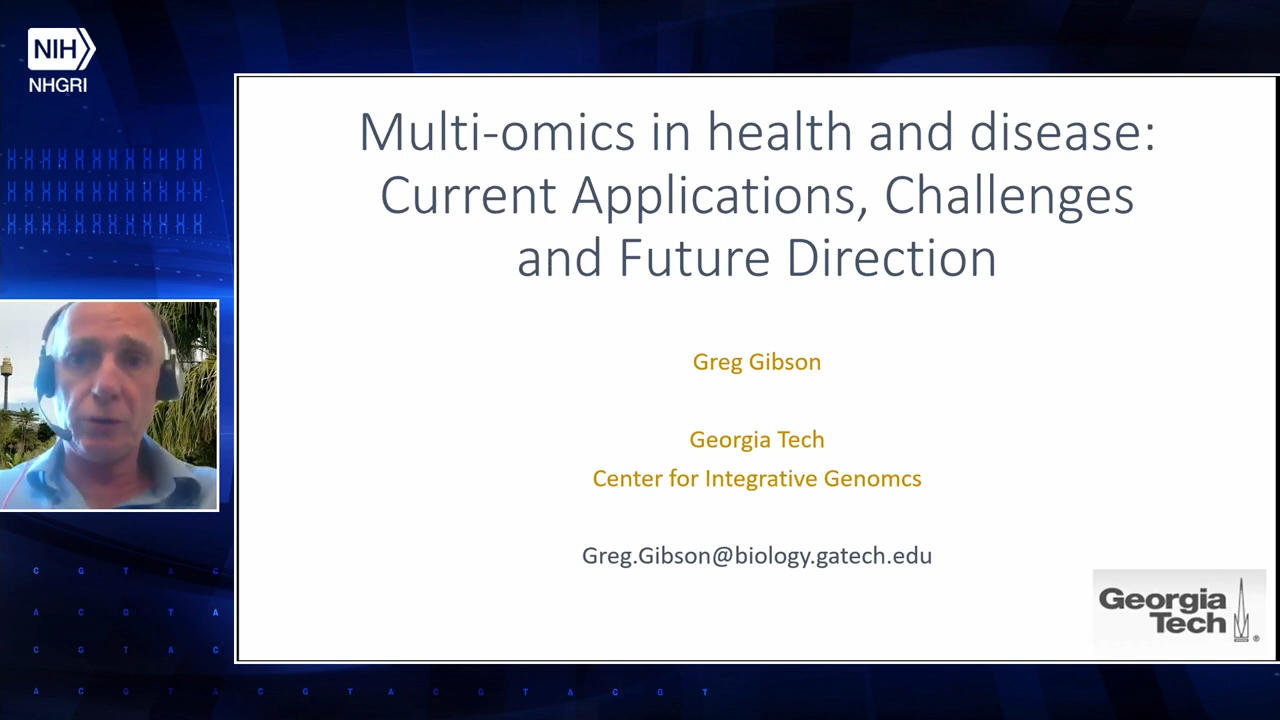 NIH
NHGRI
Multi-omics in health and disease:
Current Applications, Challenges
and Future Direction
Greg Gibson
Georgia Tech
Center for Integrative Genomcs
Greg.Gibson@biology.gatech.edu
Georgia
Tech
®
C G T A C
A C G T A
C G T A C
A C G T A C G T A C G T A C G T